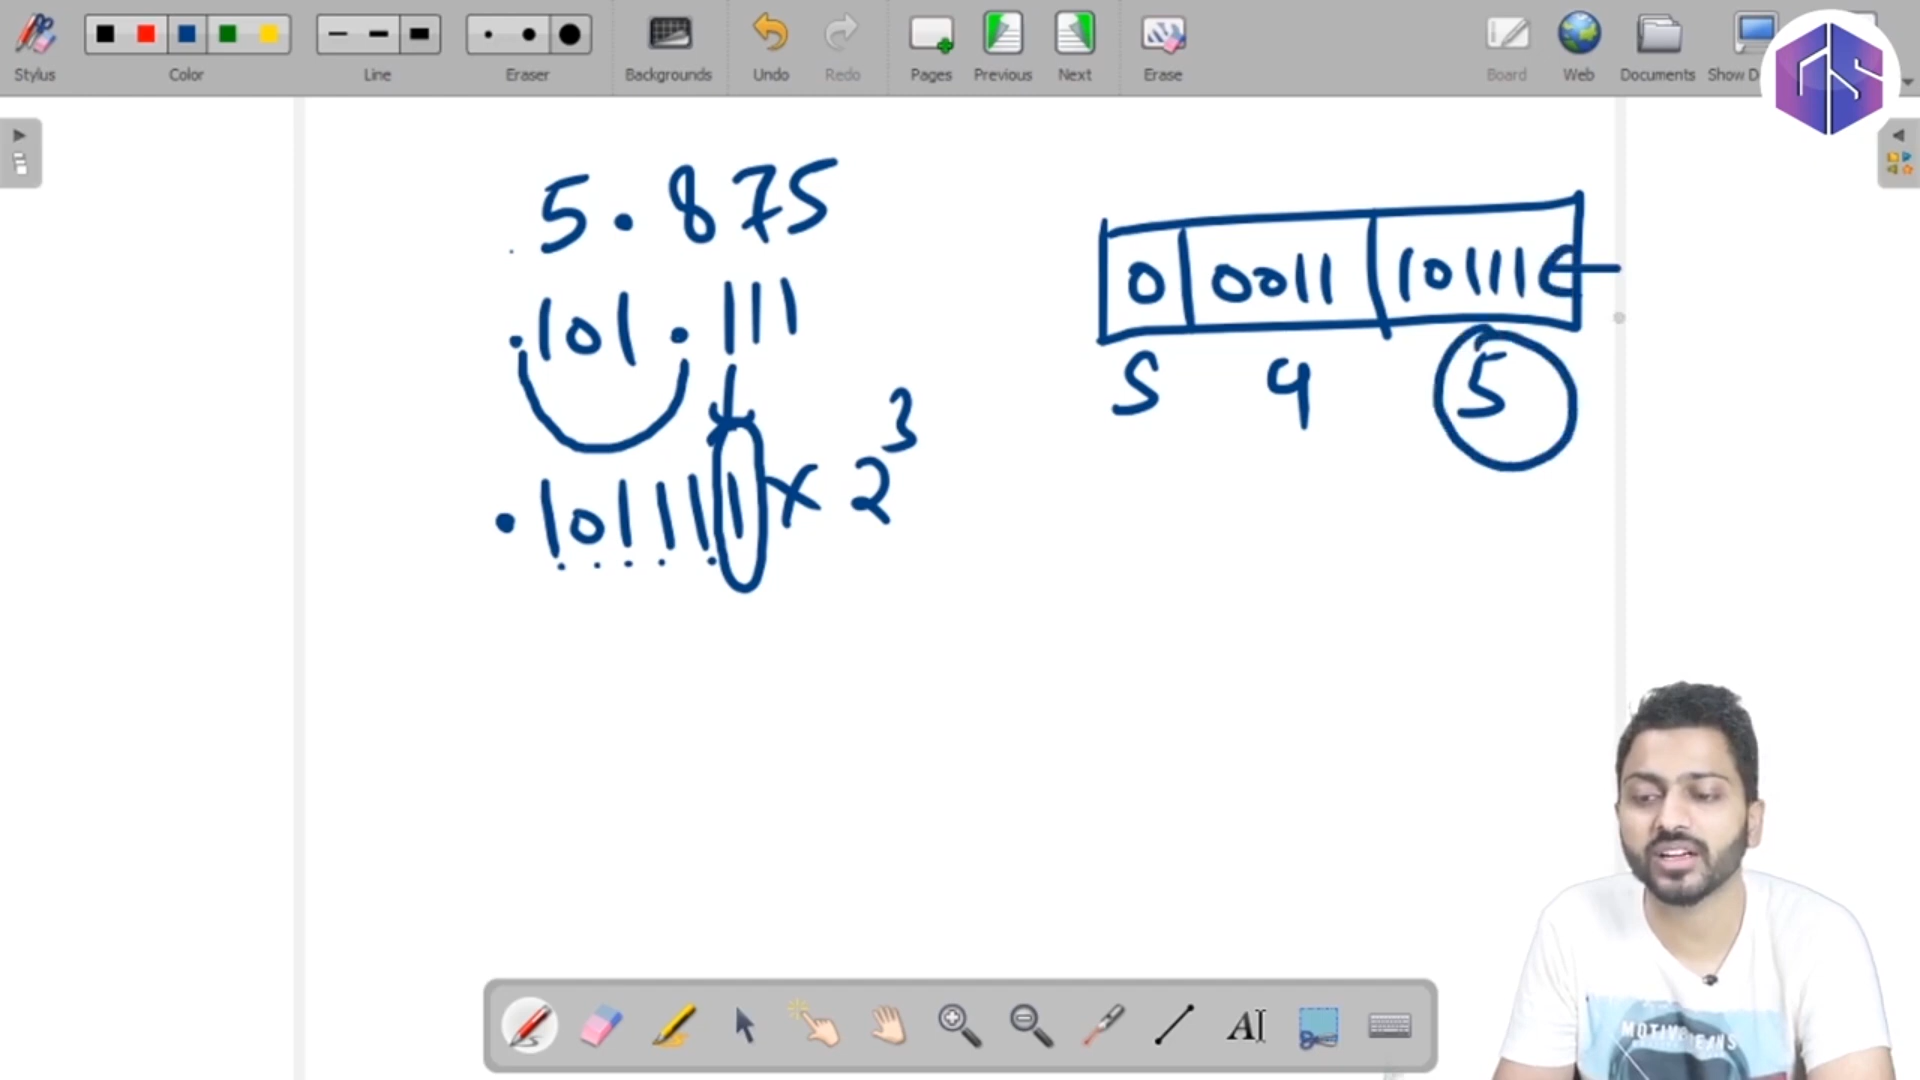 Stylus Color Line Eraser Backgrounds Undo Redo Pages Previous Next Erase Board Web Documents Show D
5.875
.101.111
.101111 x 2^3
0 0011 10111
S 4 5